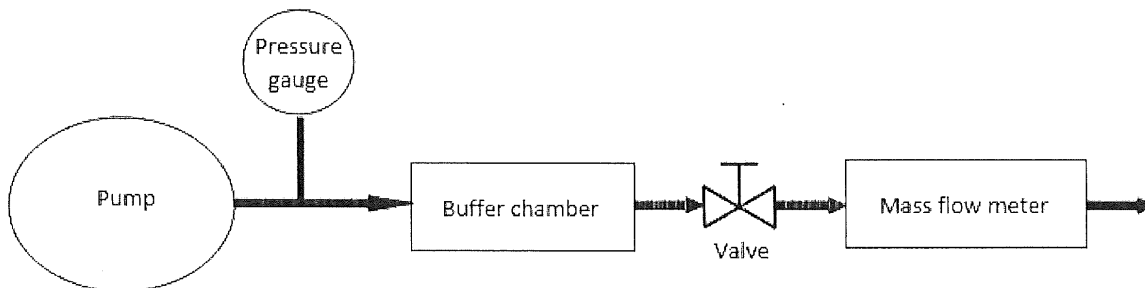 Pressure
gauge
Pump
Buffer chamber
Valve
Mass flow meter